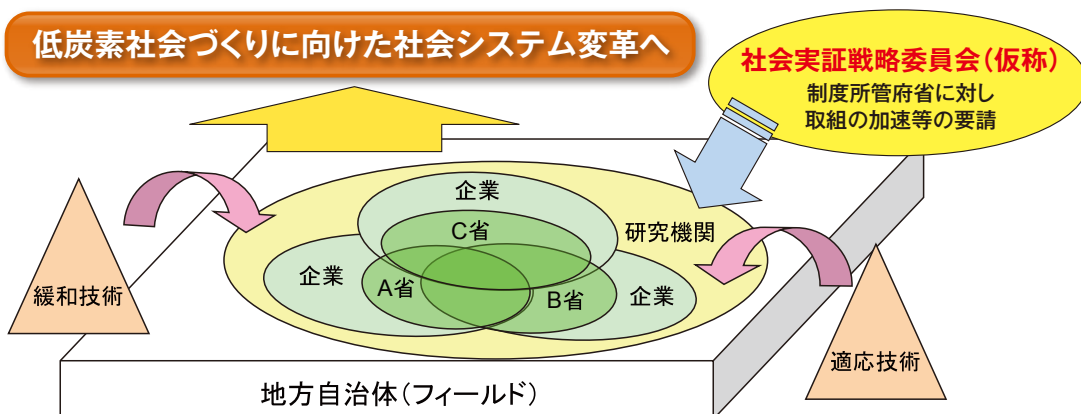 低炭素社会づくりに向けた社会システム変革へ
社会実証戦略委員会(仮称)
制度所管府省に対し
取組の加速等の要請
企業
C省
研究機関
企業
A省
B省
企業
緩和技術
適応技術
地方自治体(フィールド)